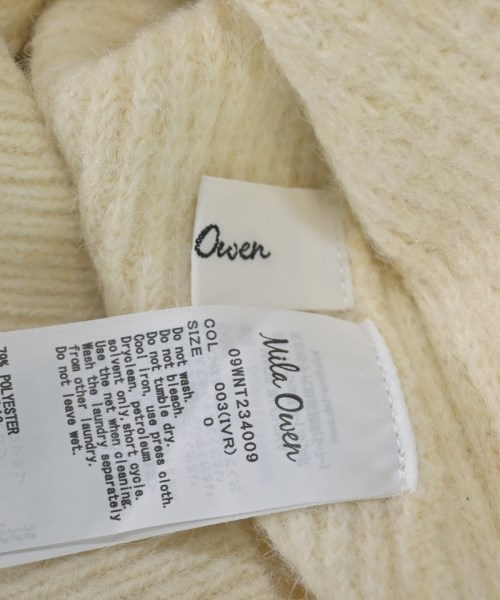 Owen
Mila Owen
09WNT234009
COL 003(IVR)
SIZE 0
Do not wash.
Do not bleach.
Do not tumble dry.
Cool iron, use press cloth.
Dryclean, petroleum
solvent only, short cycle.
Use the net when cleaning.
Wash the laundry separately
from other laundry.
Do not leave wet.
POLYESTER